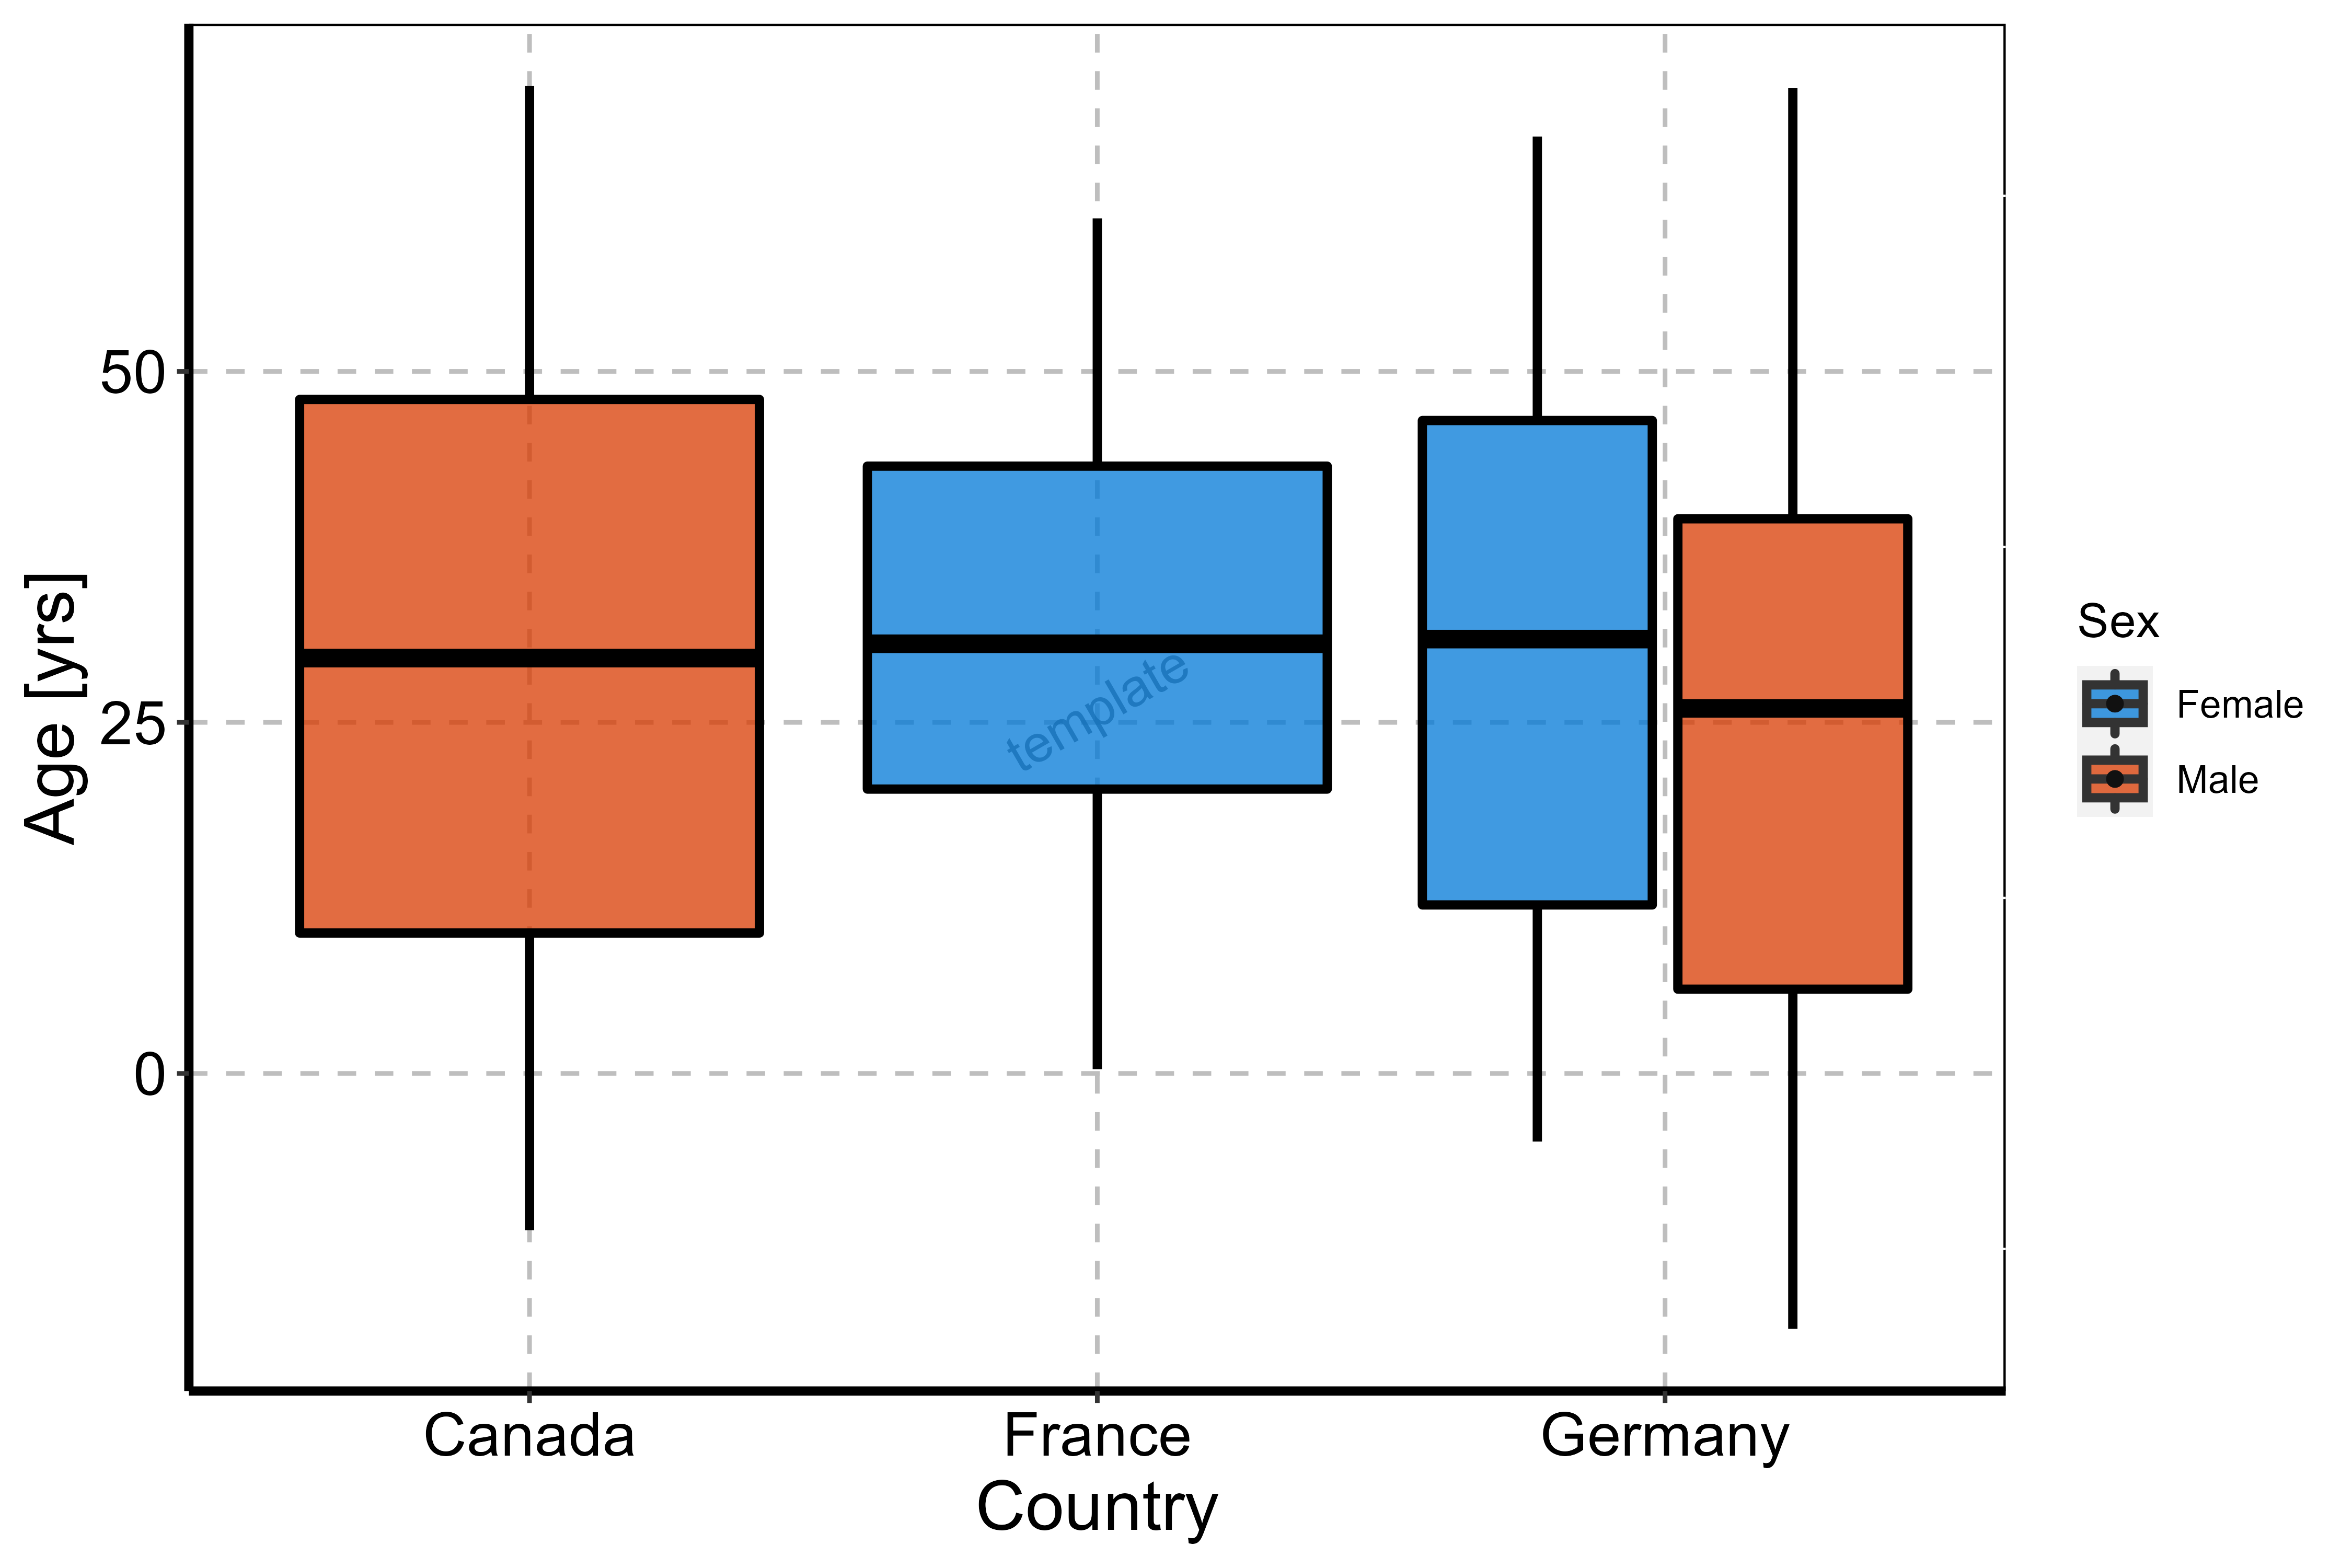 Age [yrs]
50
25
0
template
Canada
France
Germany
Country
Sex
Female
Male